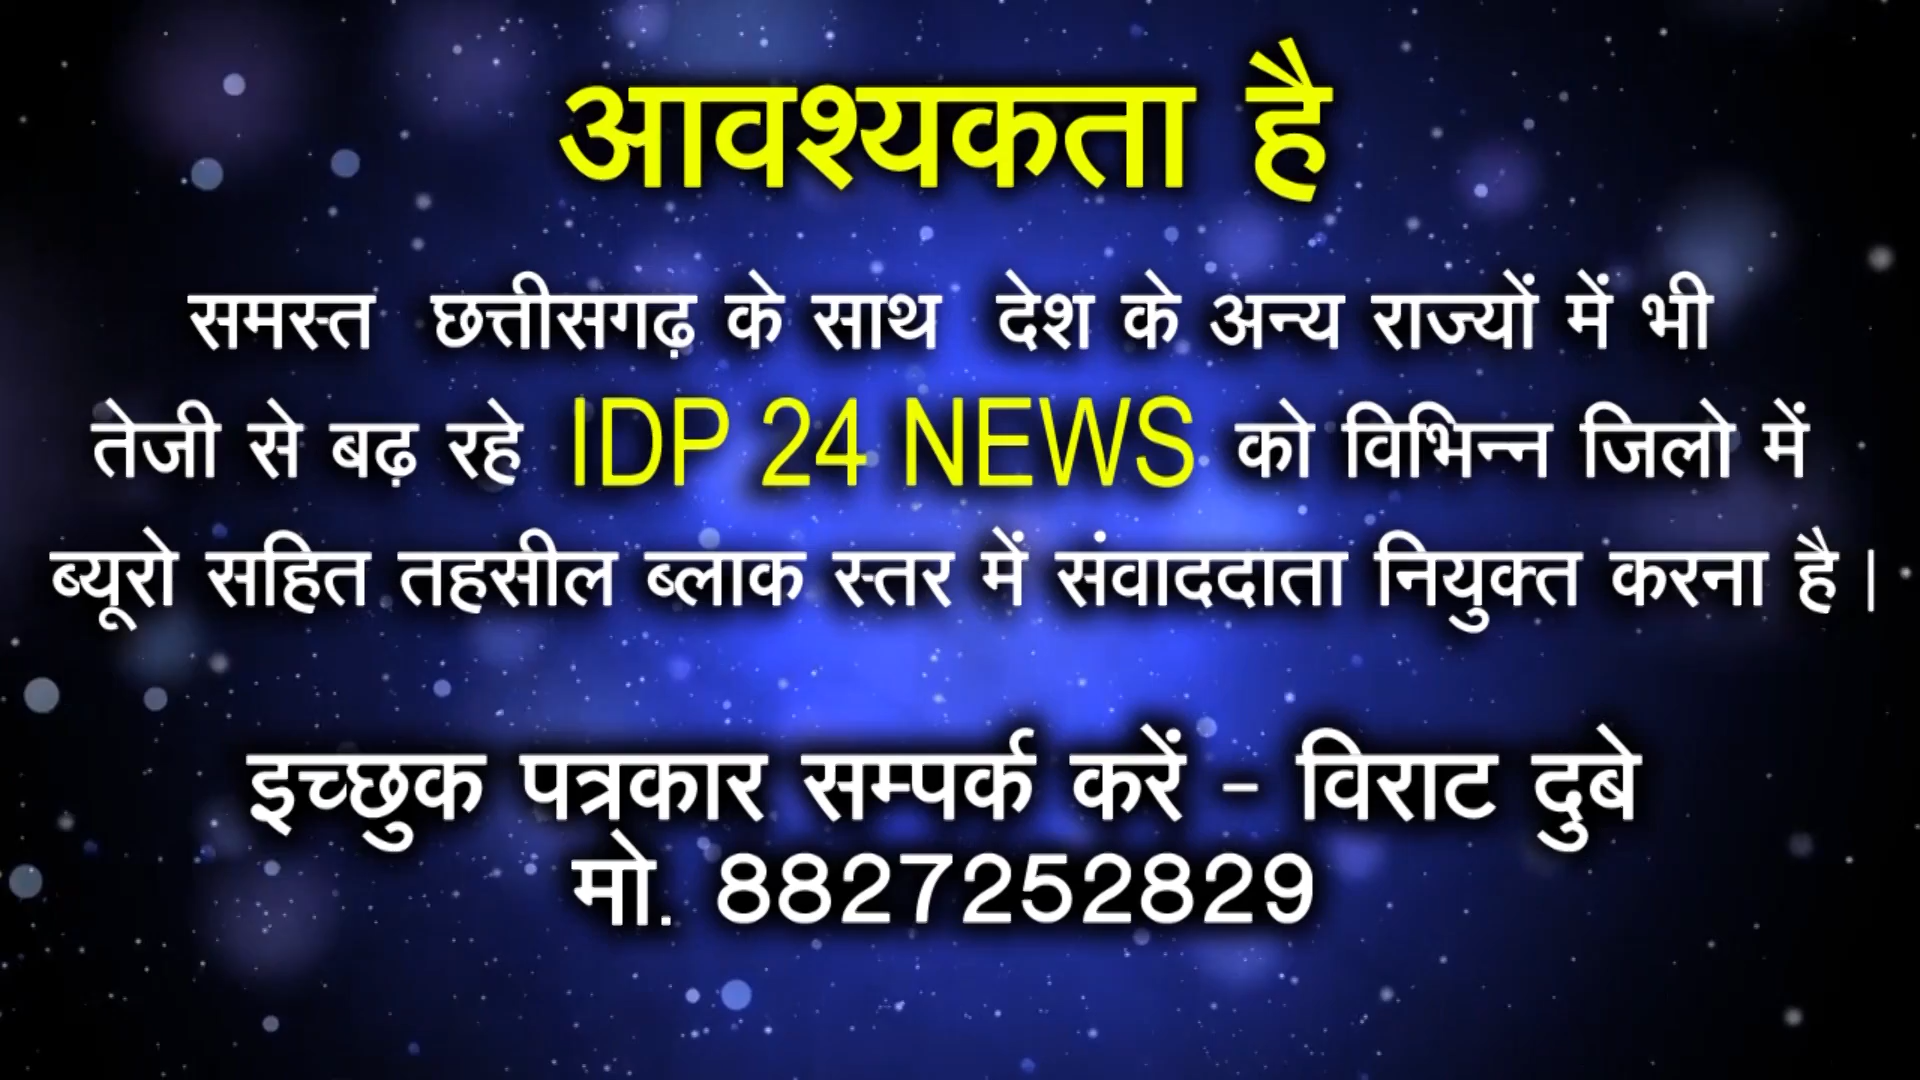 आवश्यकता है
समस्त छत्तीसगढ़ के साथ देश के अन्य राज्यों में भी
तेजी से बढ़ रहे IDP 24 NEWS को विभिन्न जिलो में
ब्यूरो सहित तहसील ब्लाक स्तर में संवाददाता नियुक्त करना है |
इच्छुक पत्रकार सम्पर्क करें - विराट दुबे
मो. 8827252829